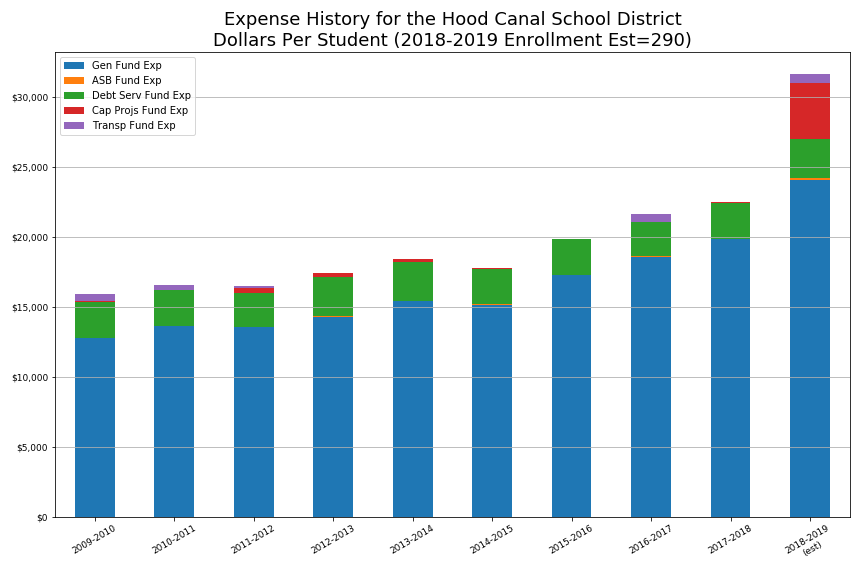 Expense History for the Hood Canal School District
Dollars Per Student (2018-2019 Enrollment Est=290)
Gen Fund Exp
ASB Fund Exp
Debt Serv Fund Exp
Cap Projs Fund Exp
Transp Fund Exp
$30,000
$25,000
$20,000
$15,000
$10,000
$5,000
$0
2009-2010
2010-2011
2011-2012
2012-2013
2013-2014
2014-2015
2015-2016
2016-2017
2017-2018
2018-2019
(est)